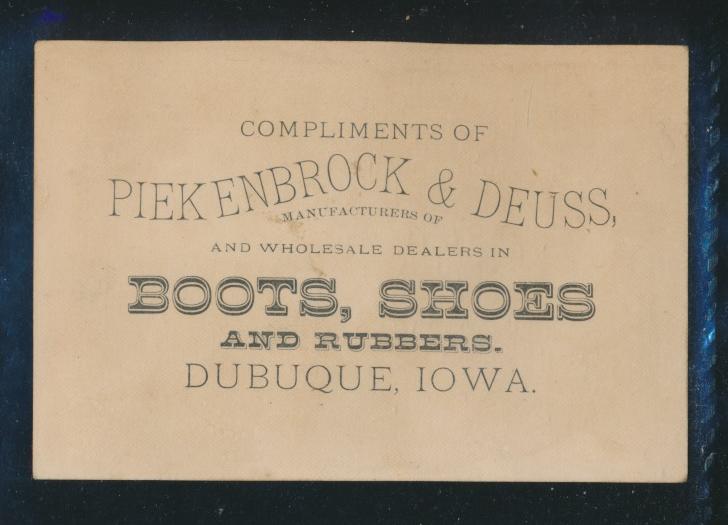 COMPLIMENTS OF
PIEKENBROCK & DEUSS,
MANUFACTURERS OF
AND WHOLESALE DEALERS IN
BOOTS, SHOES
AND RUBBERS.
DUBUQUE, IOWA.